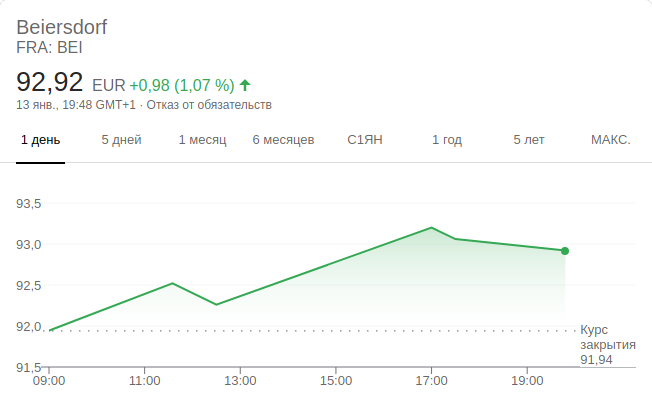 Beiersdorf
FRA: BEI
92,92 EUR +0,98 (1,07 %)
13 янв., 19:48 GMT+1 · Отказ от обязательств
1 день 5 дней 1 месяц 6 месяцев С1ЯН 1 год 5 лет МАКС.
93,5
93,0
92,5
92,0
91,5
Курс
закрытия
91,94
09:00 11:00 13:00 15:00 17:00 19:00